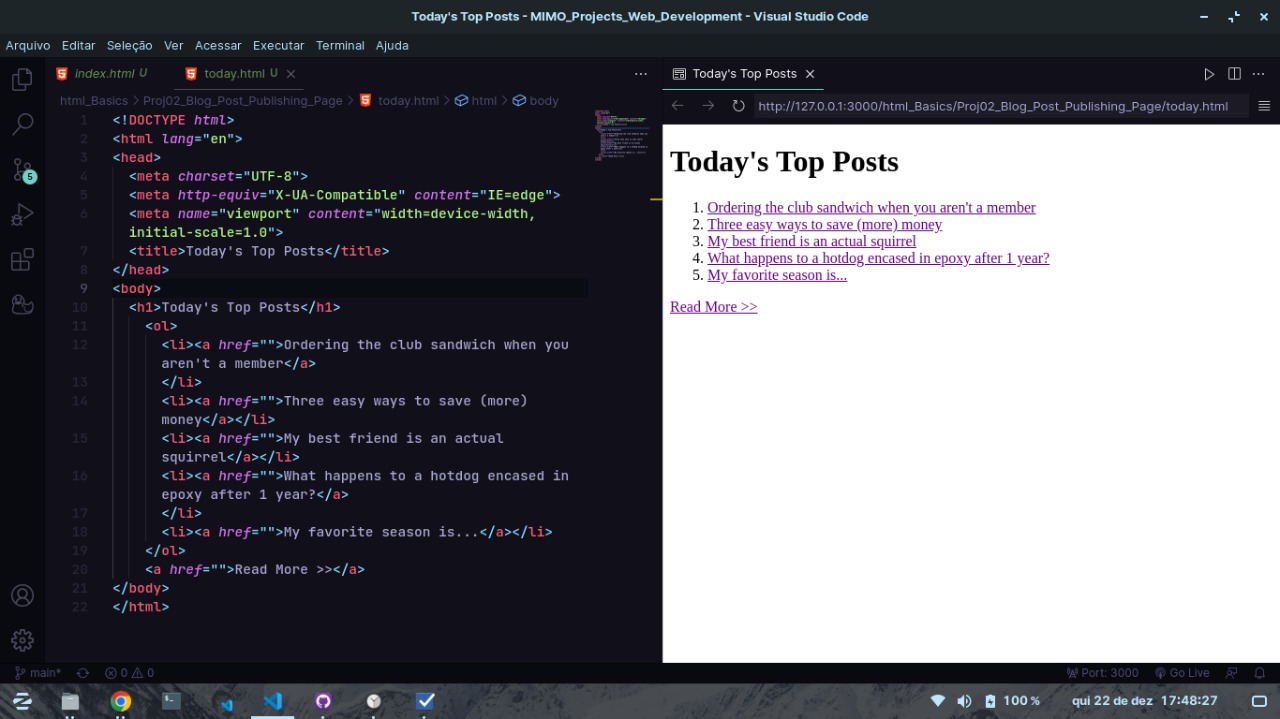 Today's Top Posts - MIMO_Projects_Web_Development - Visual Studio Code
Arquivo Editar Seleção Ver Acessar Executar Terminal Ajuda
index.html U today.html U
Today's Top Posts
html_Basics > Proj02_Blog_Post_Publishing_Page > today.html > html > body
http://127.0.0.1:3000/html_Basics/Proj02_Blog_Post_Publishing_Page/today.html
1 <!DOCTYPE html>
2 <html lang="en">
3 <head>
4 <meta charset="UTF-8">
5 <meta http-equiv="X-UA-Compatible" content="IE=edge">
6 <meta name="viewport" content="width=device-width,
initial-scale=1.0">
7 <title>Today's Top Posts</title>
8 </head>
9 <body>
10 <h1>Today's Top Posts</h1>
11 <ol>
12 <li><a href="">Ordering the club sandwich when you
aren't a member</a>
13 </li>
14 <li><a href="">Three easy ways to save (more)
money</a></li>
15 <li><a href="">My best friend is an actual
squirrel</a></li>
16 <li><a href="">What happens to a hotdog encased in
epoxy after 1 year?</a>
17 </li>
18 <li><a href="">My favorite season is...</a></li>
19 </ol>
20 <a href="">Read More >></a>
21 </body>
22 </html>
5
Today's Top Posts
1. Ordering the club sandwich when you aren't a member
2. Three easy ways to save (more) money
3. My best friend is an actual squirrel
4. What happens to a hotdog encased in epoxy after 1 year?
5. My favorite season is...
Read More >>
main* 0 0 Port: 3000 Go Live
100 % qui 22 de dez 17:48:27